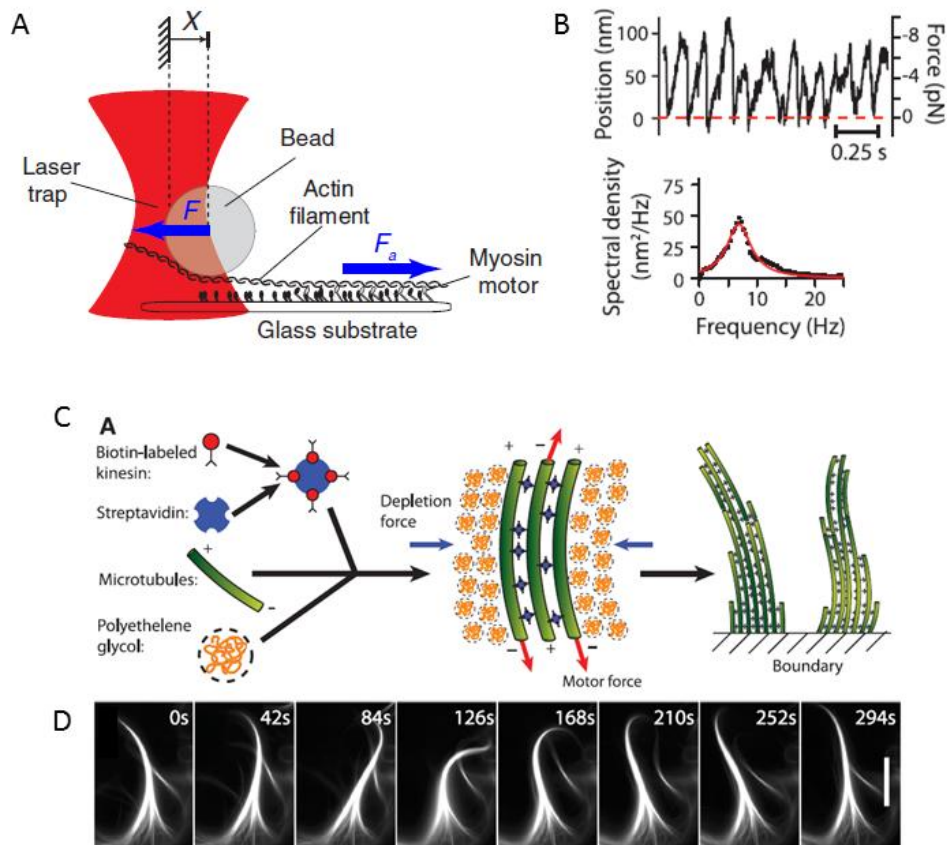 A
X
Laser
trap
Bead
F
Actin
filament
F a
Myosin
motor
Glass substrate
B
Position (nm)
100
50
0
-8
-4
0
Force (pN)
0.25 s
Spectral density
(nm²/Hz)
75
50
25
0
0
10
20
Frequency (Hz)
C
A
Biotin-labeled
kinesin:
Streptavidin:
Microtubules:
+
-
Polyethelene
glycol:
Depletion
force
+
-
+
-
+
-
Motor force
Boundary
D
0s
42s
84s
126s
168s
210s
252s
294s